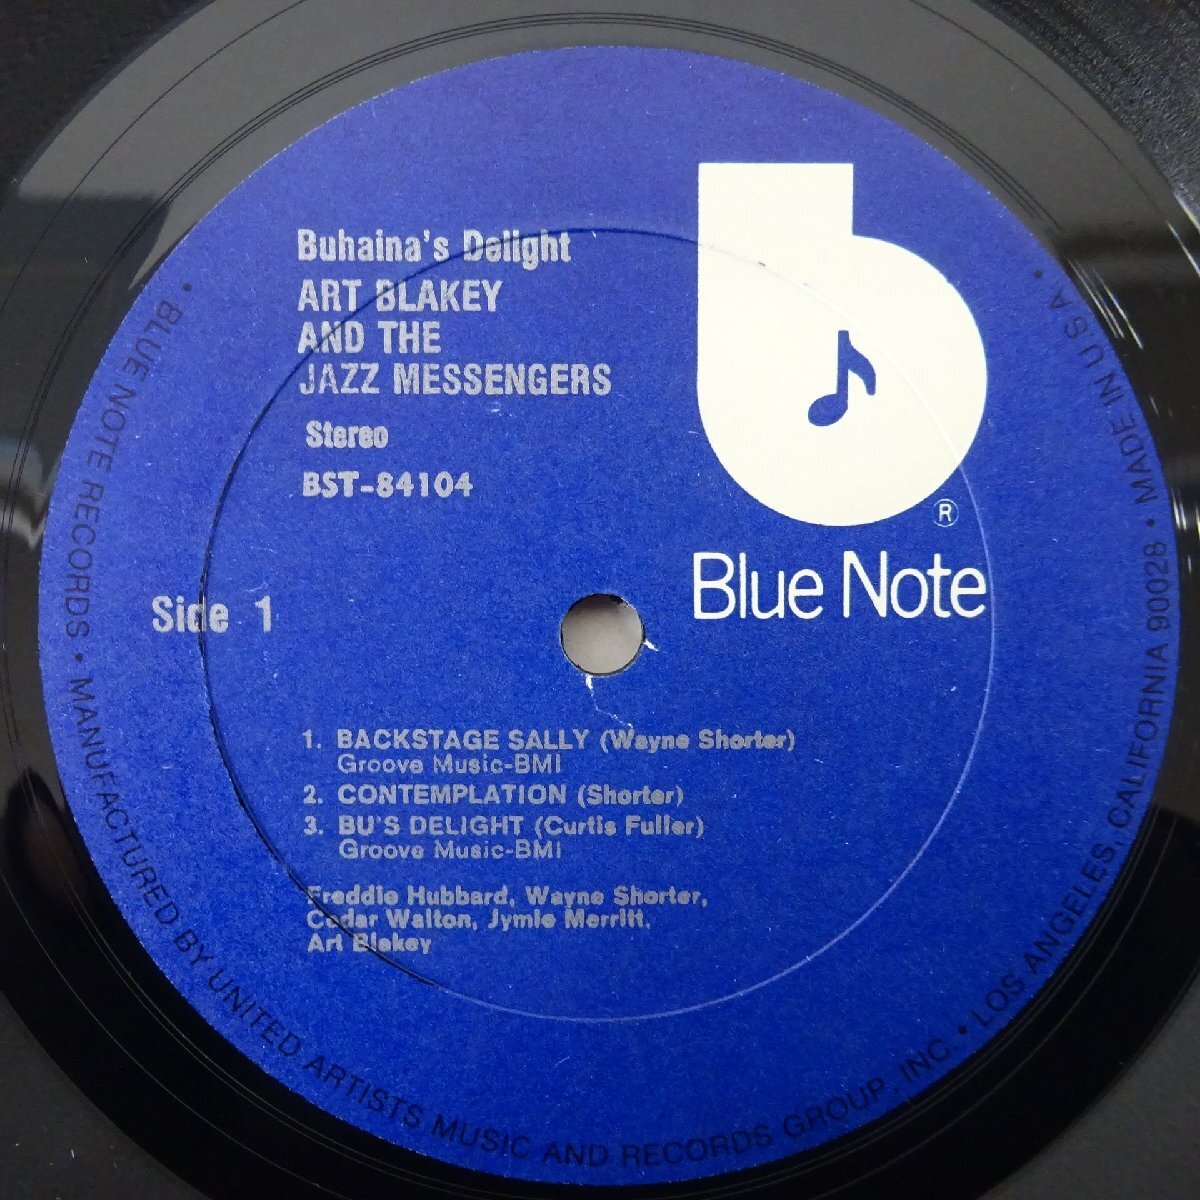 Buhaina's Delight
ART BLAKEY
AND THE
JAZZ MESSENGERS
Stereo
BST-84104
Side 1
®
Blue Note
1. BACKSTAGE SALLY (Wayne Shorter)
Groove Music-BMI
2. CONTEMPLATION (Shorter)
3. BU'S DELIGHT (Curtis Fuller)
Groove Music-BMI
Freddie Hubbard, Wayne Shorter,
Cedar Walton, Jymie Merritt,
Art Blakey
• BLUE NOTE RECORDS • MANUFACTURED BY UNITED ARTISTS MUSIC AND RECORDS GROUP, INC. • LOS ANGELES, CALIFORNIA 90028 • MADE IN U.S.A. •